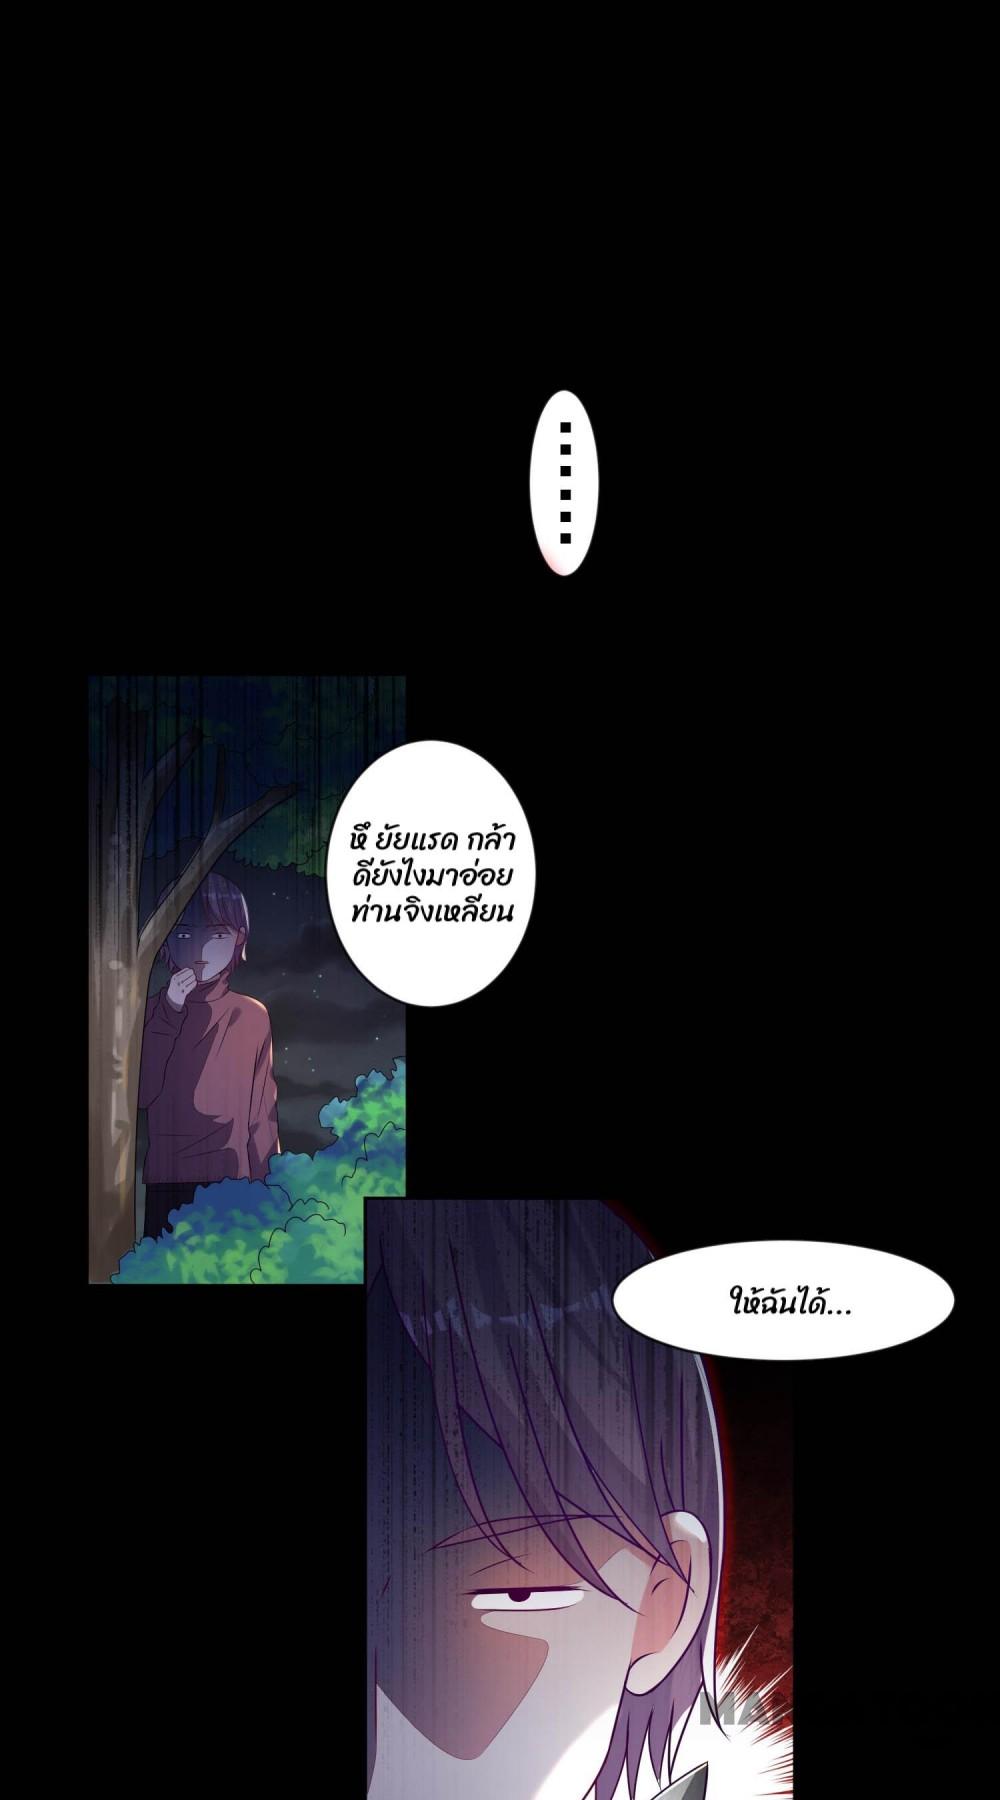 ......
หึ ยัยแรด กล้า
ดียังไงมาอ่อย
ท่านจิงเหลียน
ให้ฉันได้...
MANGATOON